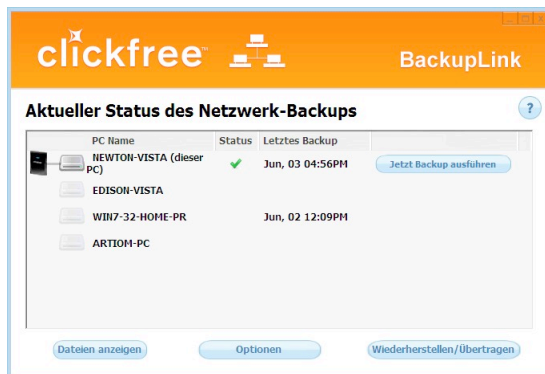 clickfree™
BackupLink
Aktueller Status des Netzwerk-Backups
?
PC Name Status Letztes Backup
NEWTON-VISTA (dieser PC) Jun, 03 04:56PM Jetzt Backup ausführen
EDISON-VISTA
WIN7-32-HOME-PR Jun, 02 12:09PM
ARTIOM-PC
Dateien anzeigen Optionen Wiederherstellen/Übertragen